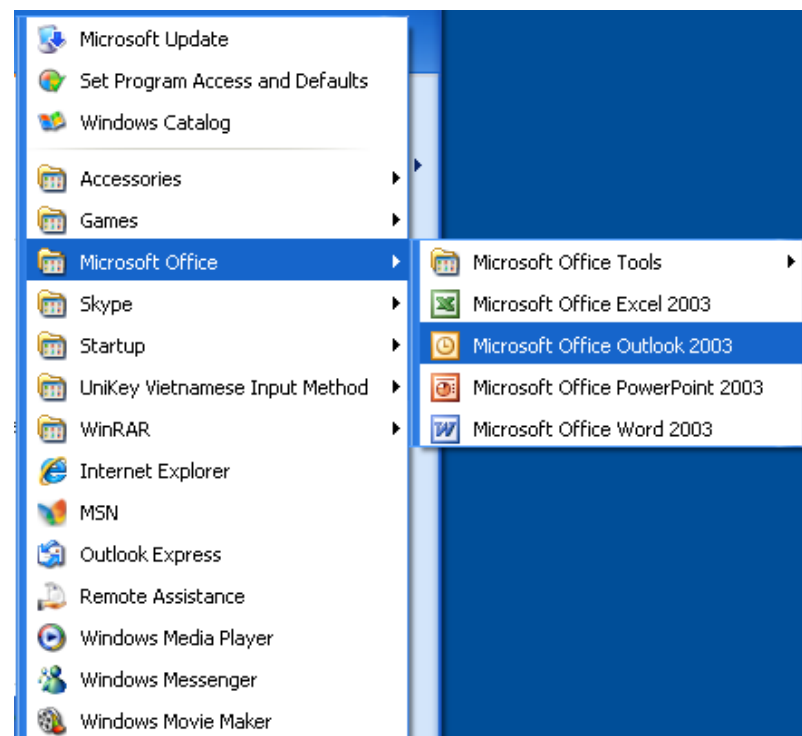 Microsoft Update
Set Program Access and Defaults
Windows Catalog
Accessories
Games
Microsoft Office
Skype
Startup
UniKey Vietnamese Input Method
WinRAR
Internet Explorer
MSN
Outlook Express
Remote Assistance
Windows Media Player
Windows Messenger
Windows Movie Maker
Microsoft Office Tools
Microsoft Office Excel 2003
Microsoft Office Outlook 2003
Microsoft Office PowerPoint 2003
Microsoft Office Word 2003